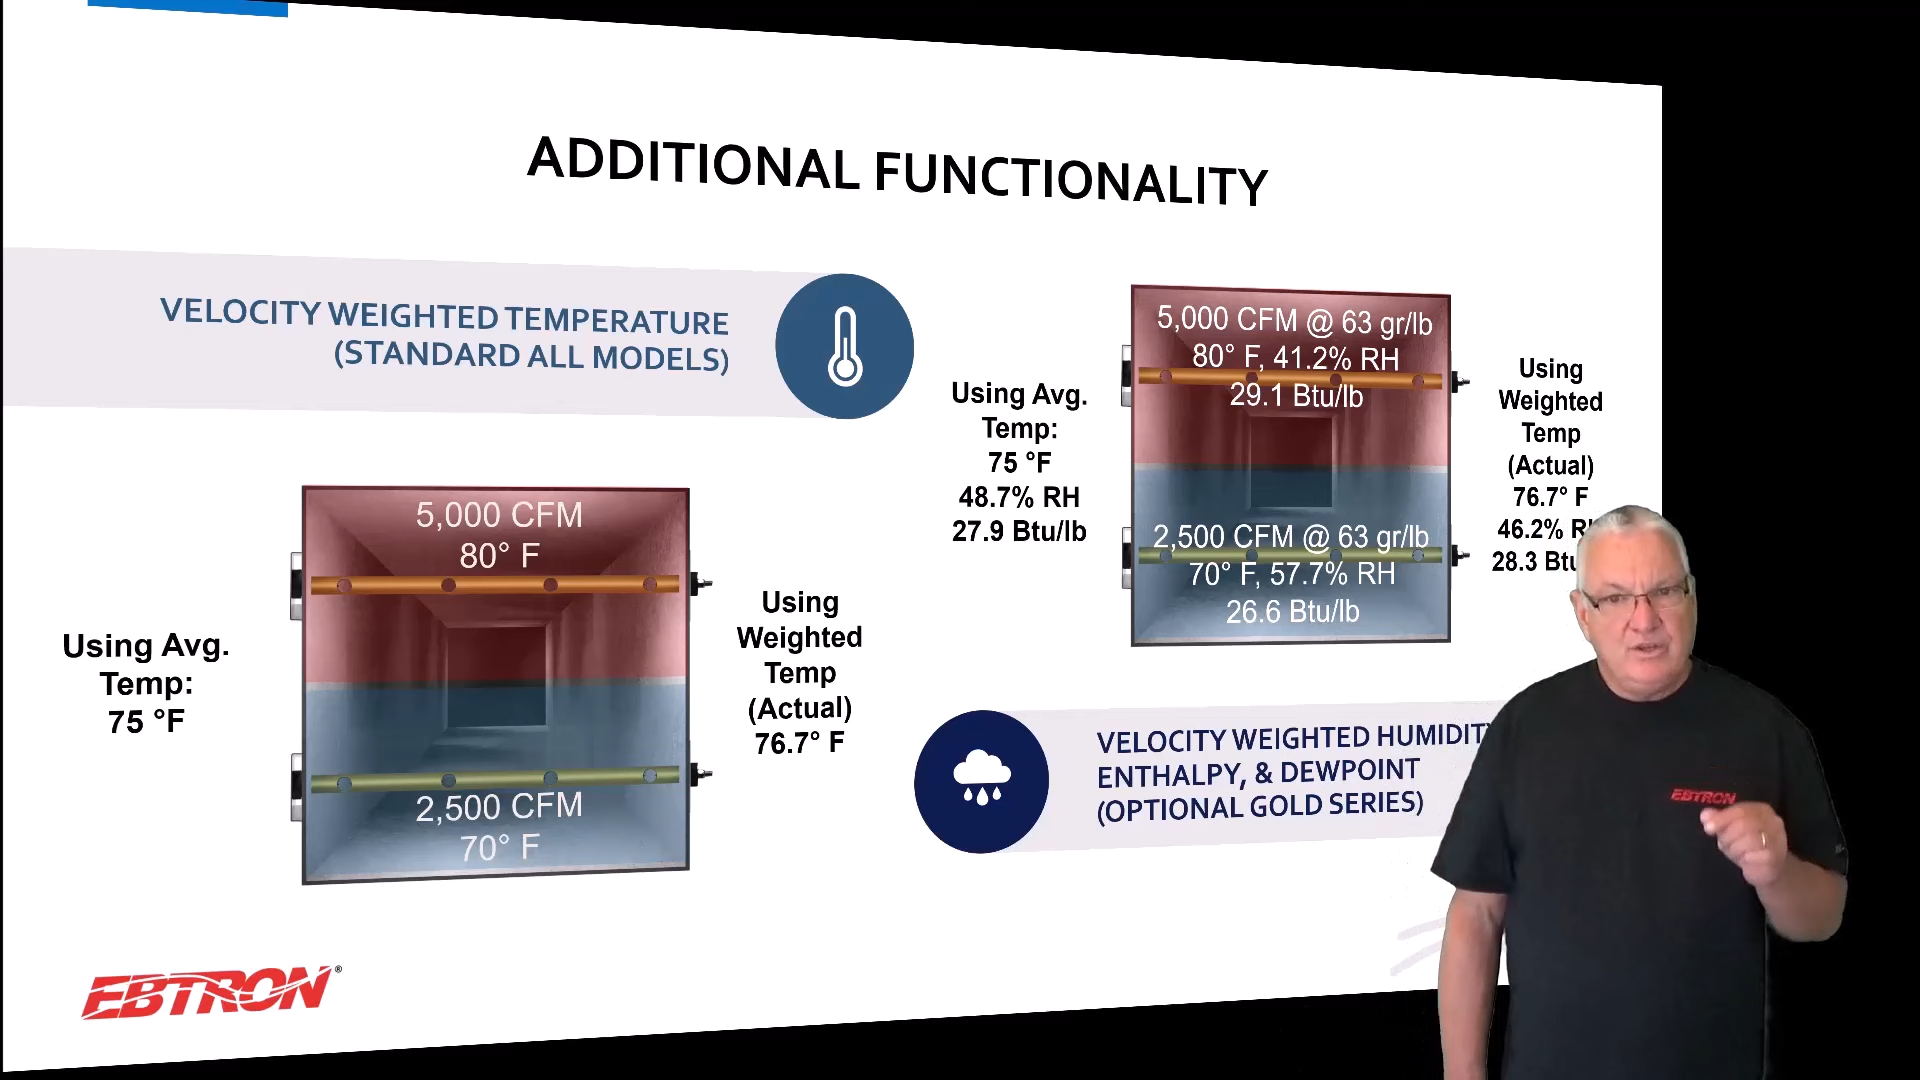 ADDITIONAL FUNCTIONALITY
VELOCITY WEIGHTED TEMPERATURE
(STANDARD ALL MODELS)
Using Avg.
Temp:
75 °F
5,000 CFM
80° F
2,500 CFM
70° F
Using
Weighted
Temp
(Actual)
76.7° F
Using Avg.
Temp:
75 °F
48.7% RH
27.9 Btu/lb
5,000 CFM @ 63 gr/lb
80° F, 41.2% RH
29.1 Btu/lb
2,500 CFM @ 63 gr/lb
70° F, 57.7% RH
26.6 Btu/lb
Using
Weighted
Temp
(Actual)
76.7° F
46.2%
28.3
VELOCITY WEIGHTED
ENTHALPY, & DEWPOINT
(OPTIONAL GOLD SERIES)
EBTRON®
EBTRON